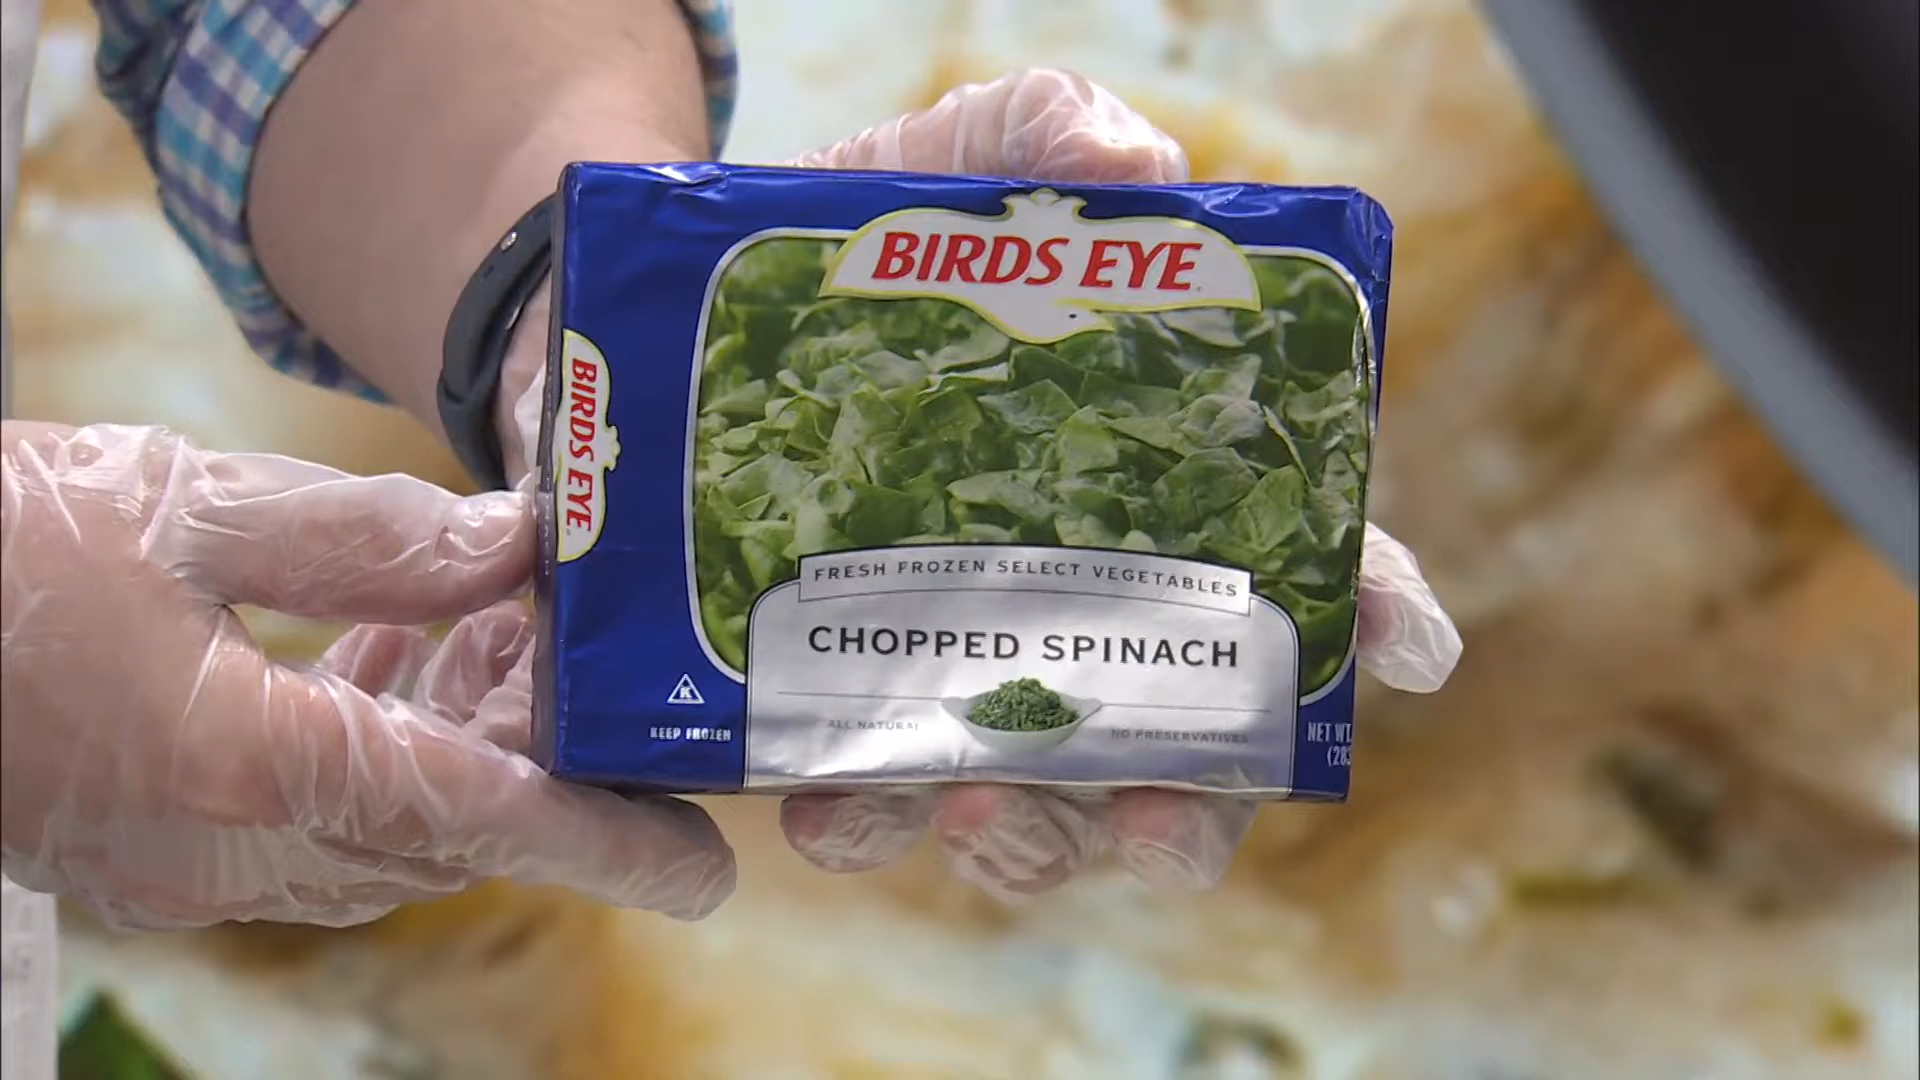 BIRDS EYE
BIRDS EYE
FRESH FROZEN SELECT VEGETABLES
CHOPPED SPINACH
K
KEEP FROZEN
ALL NATURAL
NO PRESERVATIVES
NET WT.